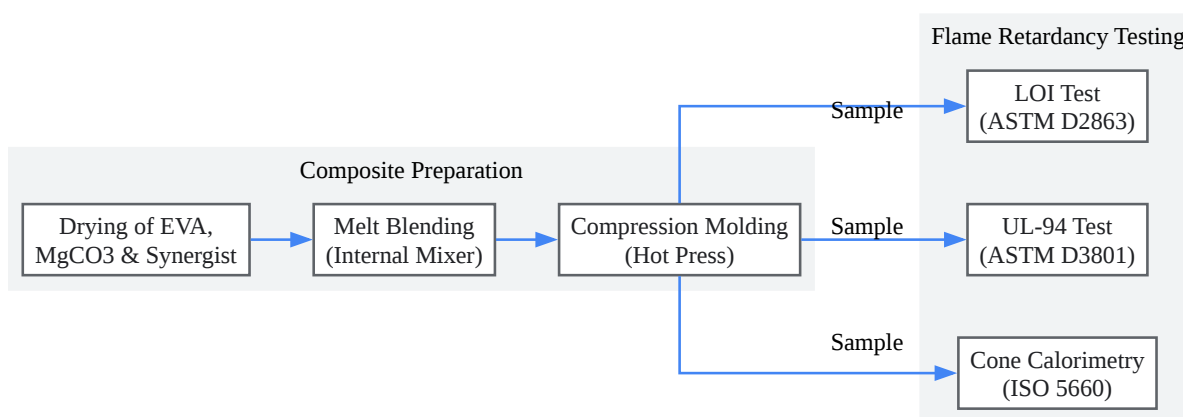 Flame Retardancy Testing
LOI Test
(ASTM D2863)
Sample
Composite Preparation
Drying of EVA,
MgCO3 & Synergist
Melt Blending
(Internal Mixer)
Compression Molding
(Hot Press)
Sample
UL-94 Test
(ASTM D3801)
Sample
Cone Calorimetry
(ISO 5660)